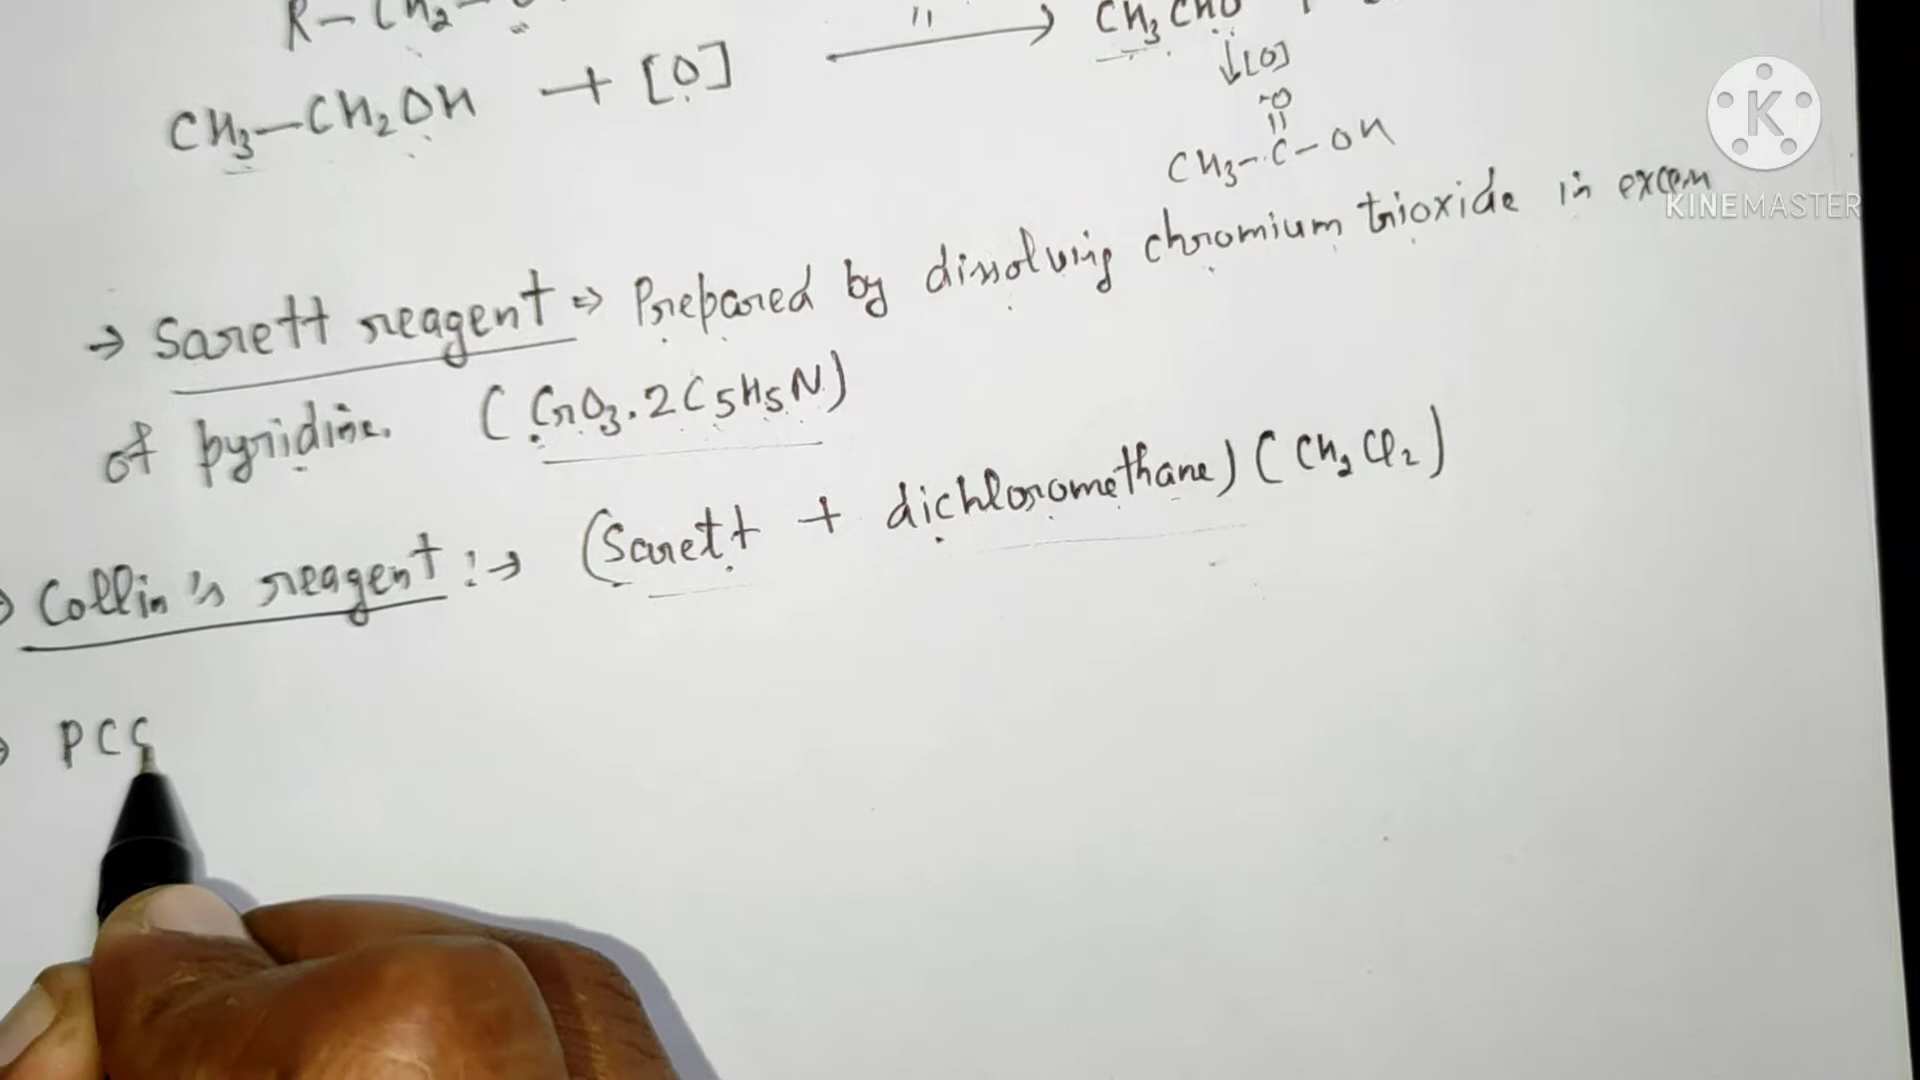 R-CH2-
CH3-CH2OH + [O] " → CH3CHO +
↓[O]
O
||
CH3-C-OH
→ Sarett reagent ⇒ Prepared by dissolving chromium trioxide in excess
of pyridine. (CrO3.2C5H5N)
Collin's reagent :→ (Sarett + dichloromethane) (CH2Cl2)
PCC
K
KINEMASTER